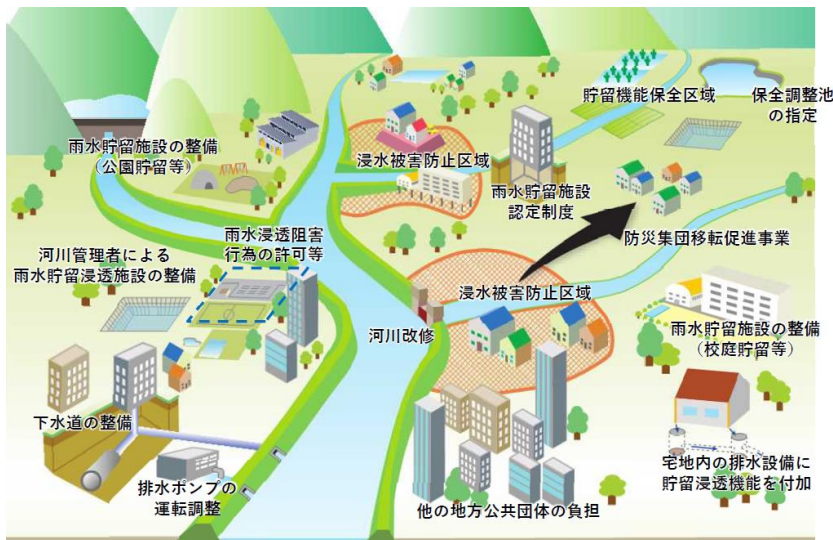 貯留機能保全区域
保全調整池
の指定
雨水貯留施設の整備
（公園貯留等）
浸水被害防止区域
雨水貯留施設
認定制度
雨水浸透阻害
行為の許可等
防災集団移転促進事業
河川管理者による
雨水貯留浸透施設の整備
浸水被害防止区域
河川改修
雨水貯留施設の整備
（校庭貯留等）
下水道の整備
宅地内の排水設備に
貯留浸透機能を付加
排水ポンプの
運転調整
他の地方公共団体の負担